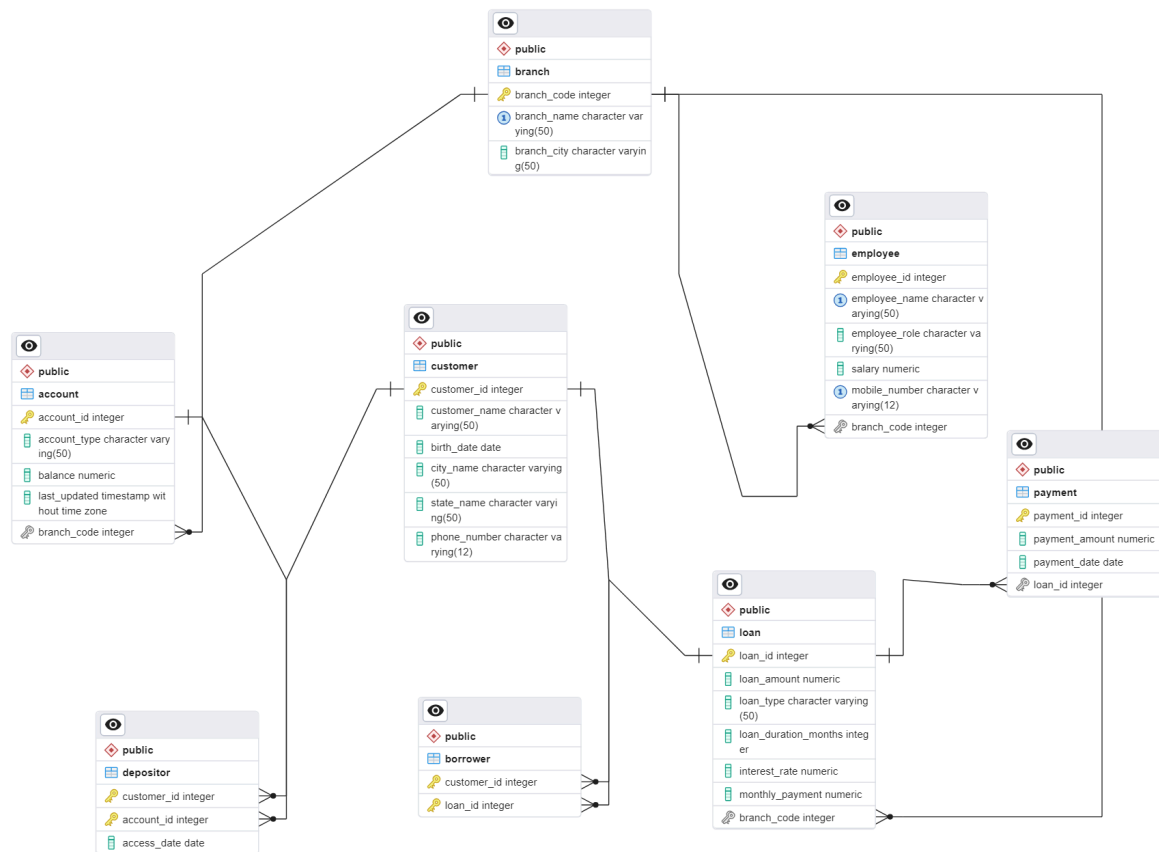 public
branch
branch_code integer
branch_name character var
ying(50)
branch_city character varyin
g(50)
public
employee
employee_id integer
employee_name character v
arying(50)
employee_role character va
rying(50)
salary numeric
mobile_number character v
arying(12)
branch_code integer
public
customer
customer_id integer
customer_name character v
arying(50)
birth_date date
city_name character varying
(50)
state_name character varyi
ng(50)
phone_number character va
rying(12)
public
account
account_id integer
account_type character vary
ing(50)
balance numeric
last_updated timestamp wit
hout time zone
branch_code integer
public
payment
payment_id integer
payment_amount numeric
payment_date date
loan_id integer
public
loan
loan_id integer
loan_amount numeric
loan_type character varying
(50)
loan_duration_months integ
er
interest_rate numeric
monthly_payment numeric
branch_code integer
public
borrower
customer_id integer
loan_id integer
public
depositor
customer_id integer
account_id integer
access_date date